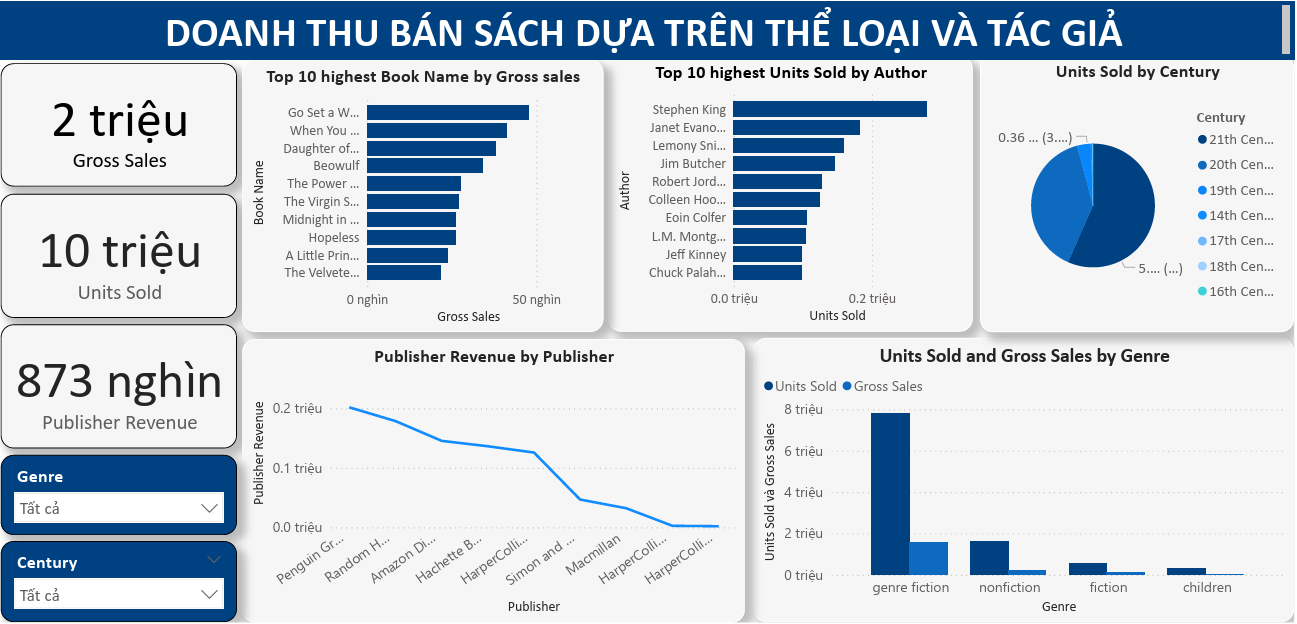 DOANH THU BÁN SÁCH DỰA TRÊN THỂ LOẠI VÀ TÁC GIẢ
2 triệu
Gross Sales
10 triệu
Units Sold
873 nghìn
Publisher Revenue
Genre
Tất cả
Century
Tất cả
Top 10 highest Book Name by Gross sales
Book Name
Go Set a W...
When You ...
Daughter of...
Beowulf
The Power ...
The Virgin S...
Midnight in ...
Hopeless
A Little Prin...
The Velvete...
0 nghìn
50 nghìn
Gross Sales
Top 10 highest Units Sold by Author
Author
Stephen King
Janet Evano...
Lemony Sni...
Jim Butcher
Robert Jord...
Colleen Hoo...
Eoin Colfer
L.M. Montg...
Jeff Kinney
Chuck Palah...
0.0 triệu
0.2 triệu
Units Sold
Units Sold by Century
0.36 ... (3....)
5.... (...)
Century
21th Cen...
20th Cen...
19th Cen...
14th Cen...
17th Cen...
18th Cen...
16th Cen...
Publisher Revenue by Publisher
Publisher Revenue
0.2 triệu
0.1 triệu
0.0 triệu
Penguin Gr...
Random H...
Amazon Di...
Hachette B...
HarperColli...
Simon and ...
Macmillan
HarperColli...
HarperColli...
Publisher
Units Sold and Gross Sales by Genre
Units Sold
Gross Sales
Units Sold và Gross Sales
8 triệu
6 triệu
4 triệu
2 triệu
0 triệu
genre fiction
nonfiction
fiction
children
Genre